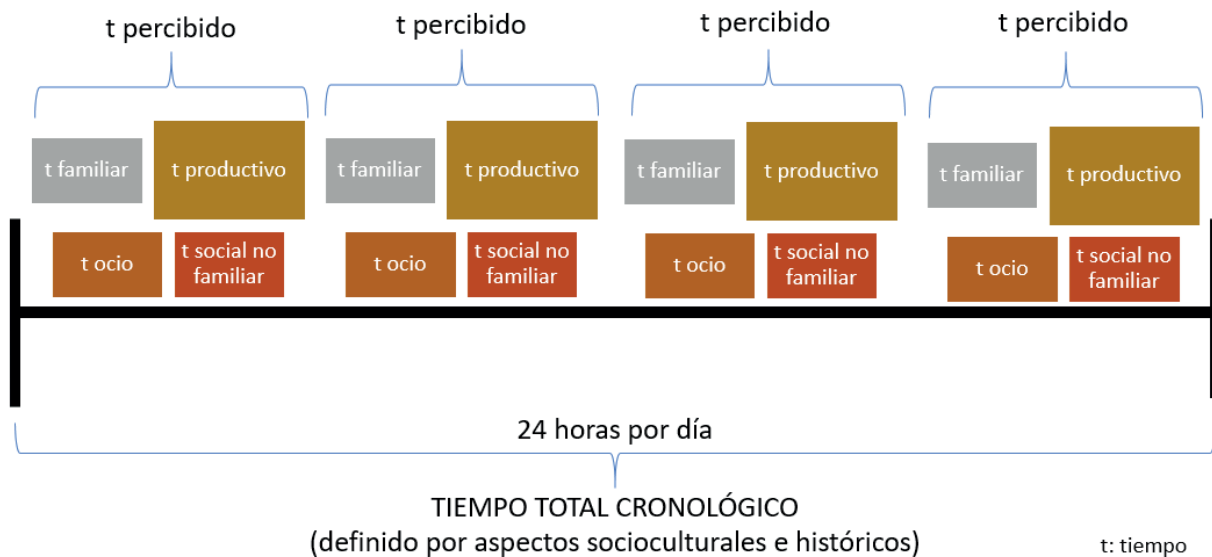 t percibido
t percibido
t percibido
t percibido
t familiar
t productivo
t familiar
t productivo
t familiar
t productivo
t familiar
t productivo
t ocio
t social no
familiar
t ocio
t social no
familiar
t ocio
t social no
familiar
t ocio
t social no
familiar
24 horas por día
TIEMPO TOTAL CRONOLÓGICO
(definido por aspectos socioculturales e históricos)
t: tiempo